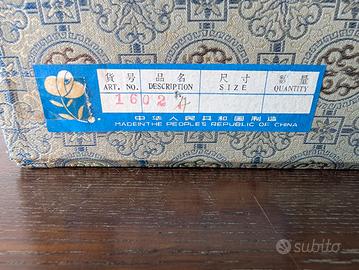 货号 品名 尺寸 数量
ART. NO. DESCRIPTION SIZE QUANTITY
1602
中华人民共和国制造
MADE IN THE PEOPLE'S REPUBLIC OF CHINA
subito